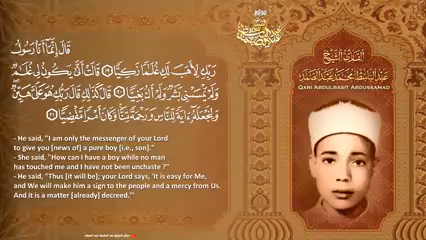 قَالَ إِنَّمَا أَنَا رَسُولُ
رَبِّكِ لِأَهَبَ لَكِ غُلَامًا زَكِيًّا ١٩ قَالَتْ أَنَّىٰ يَكُونُ لِي غُلَامٌ
وَلَمْ يَمْسَسْنِي بَشَرٌ وَلَمْ أَكُ بَغِيًّا ٢٠ قَالَ كَذَٰلِكِ قَالَ رَبُّكِ هُوَ عَلَيَّ هَيِّنٌ
وَلِنَجْعَلَهُ آيَةً لِلنَّاسِ وَرَحْمَةً مِنَّا وَكَانَ أَمْرًا مَقْضِيًّا ٢١
- He said, "I am only the messenger of your Lord
to give you [news of] a pure boy [i.e., son]."
- She said, "How can I have a boy while no man
has touched me and I have not been unchaste ?"
- He said, "Thus [it will be]; your Lord says, 'It is easy for Me,
and We will make him a sign to the people and a mercy from Us.
And it is a matter [already] decreed.'"
موقع
القارئ الشيخ
عبد الباسط محمد عبد الصمد
QARI ABDULBASIT ABDUSSAMAD